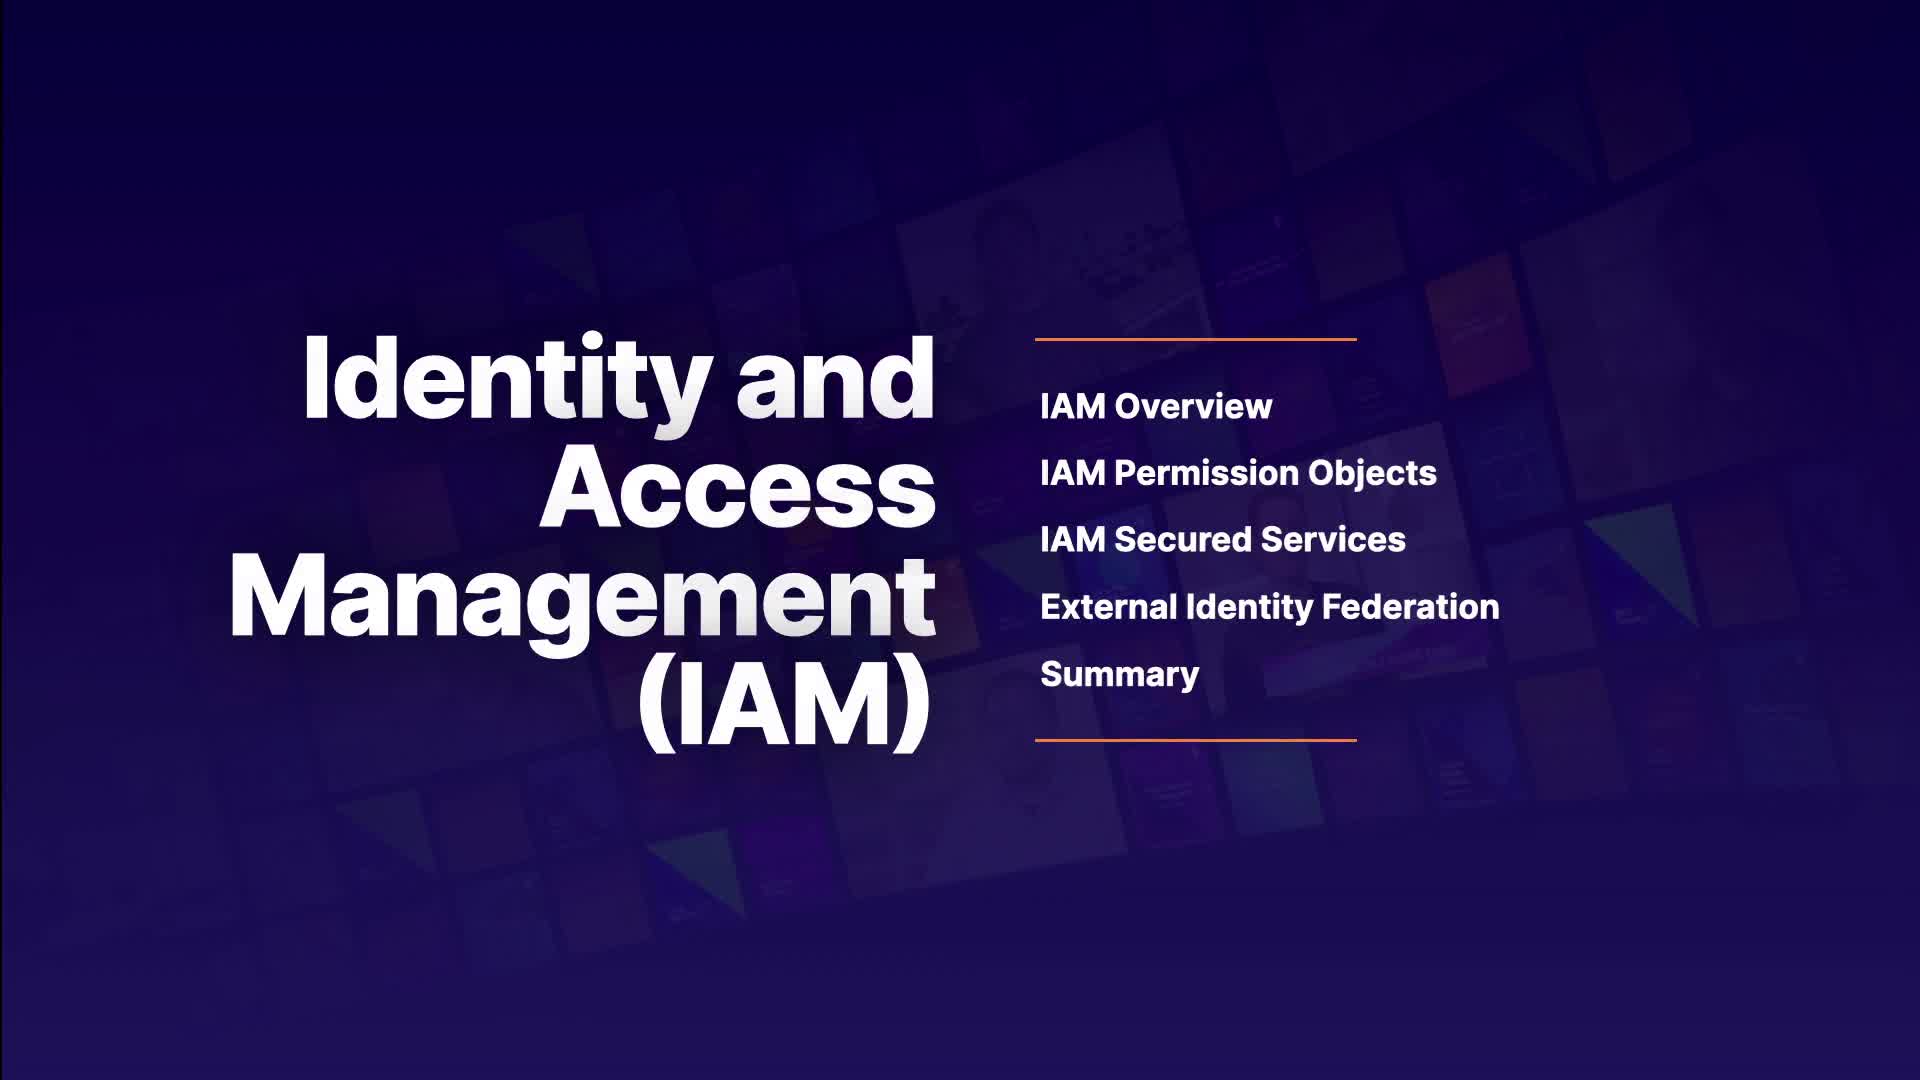 Identity and
Access
Management
(IAM)
IAM Overview
IAM Permission Objects
IAM Secured Services
External Identity Federation
Summary